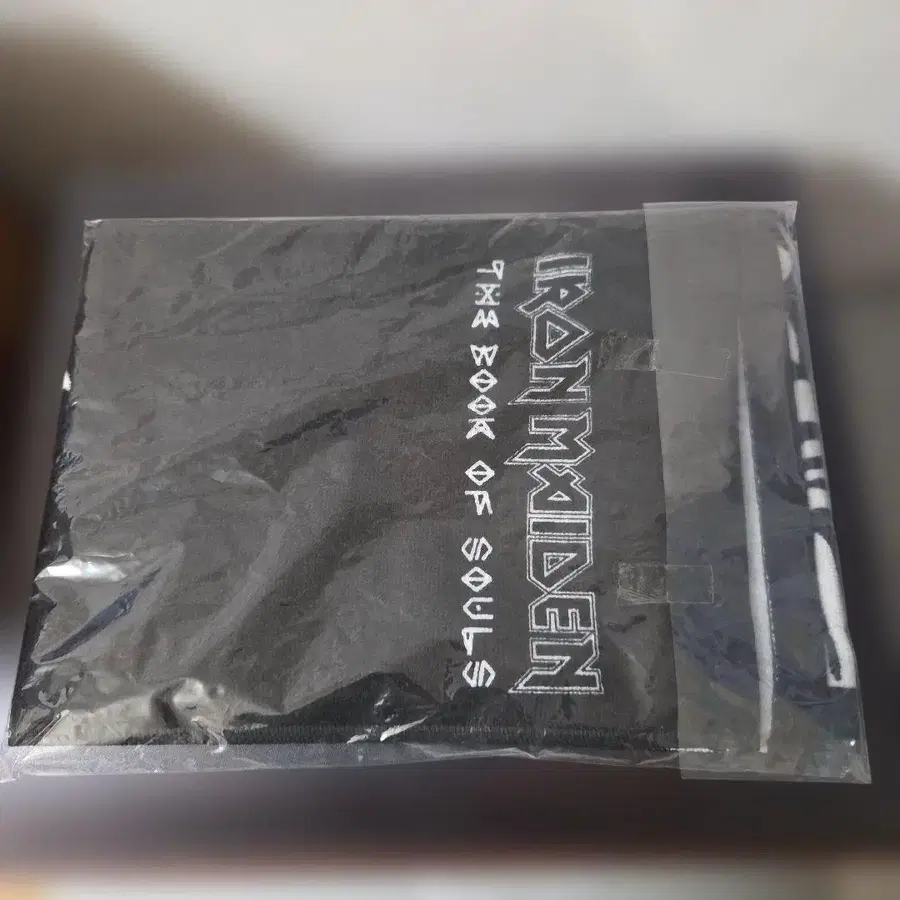 IRON MAIDEN
THE BOOK OF SOULS